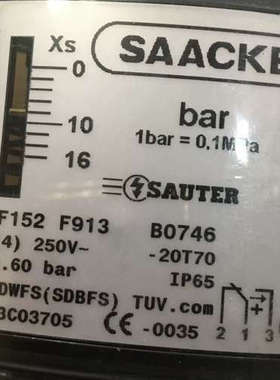 Xs SAACKE
0
bar
10
1bar = 0,1MPa
16
SAUTER
F152 F913 B0746
4) 250V~ -20T70
.60 bar IP65
DWFS(SDBFS) TUV.com
3C03705 CE -0035 2 1 3